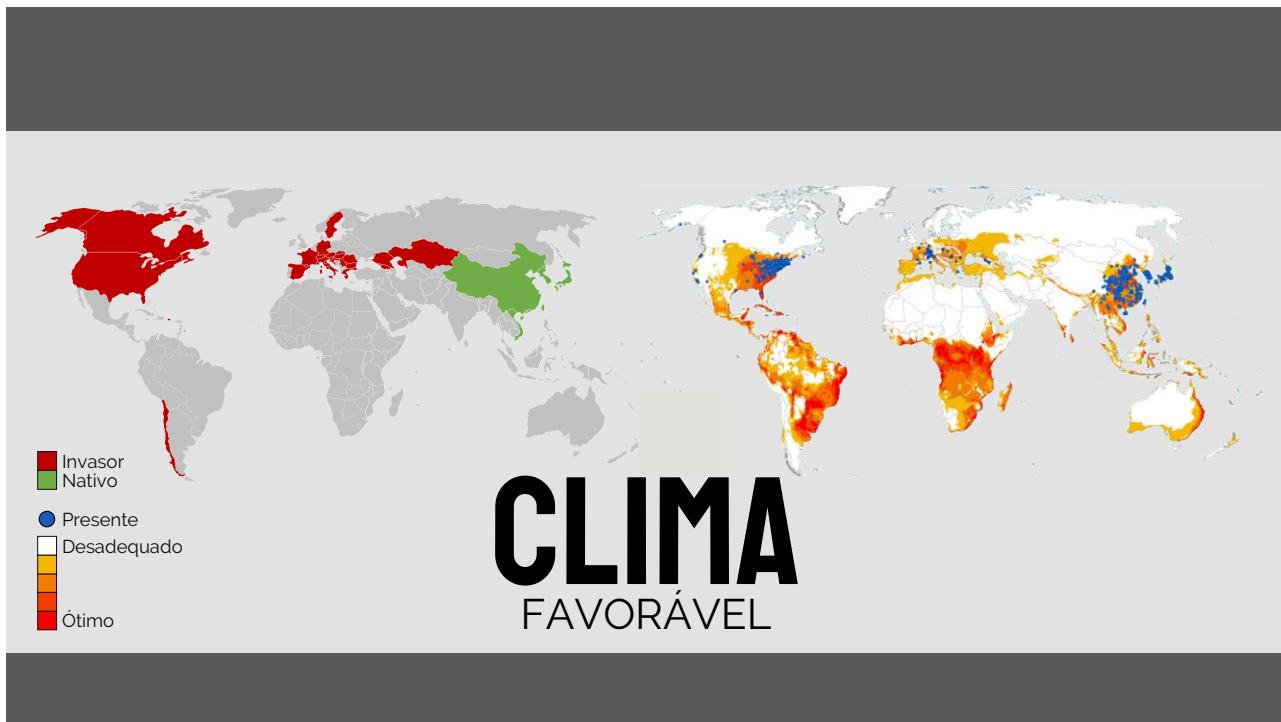 Invasor
Nativo
Presente
Desadequado
Ótimo
CLIMA
FAVORÁVEL